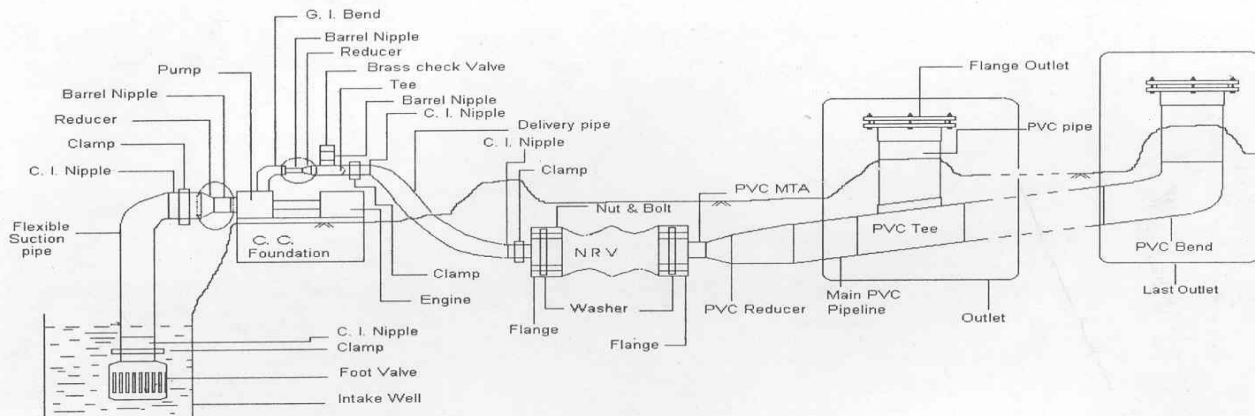 G. I. Bend
Barrel Nipple
Reducer
Brass check Valve
Tee
Barrel Nipple
C. I. Nipple
Delivery pipe
C. I. Nipple
Clamp
Pump
Barrel Nipple
Reducer
Clamp
C. I. Nipple
Flexible
Suction
pipe
C. C.
Foundation
Clamp
Engine
C. I. Nipple
Clamp
Foot Valve
Intake Well
Nut & Bolt
NRV
Washer
Flange
Flange
PVC MTA
PVC Reducer
Main PVC
Pipeline
PVC Tee
Flange Outlet
PVC pipe
Outlet
PVC Bend
Last Outlet